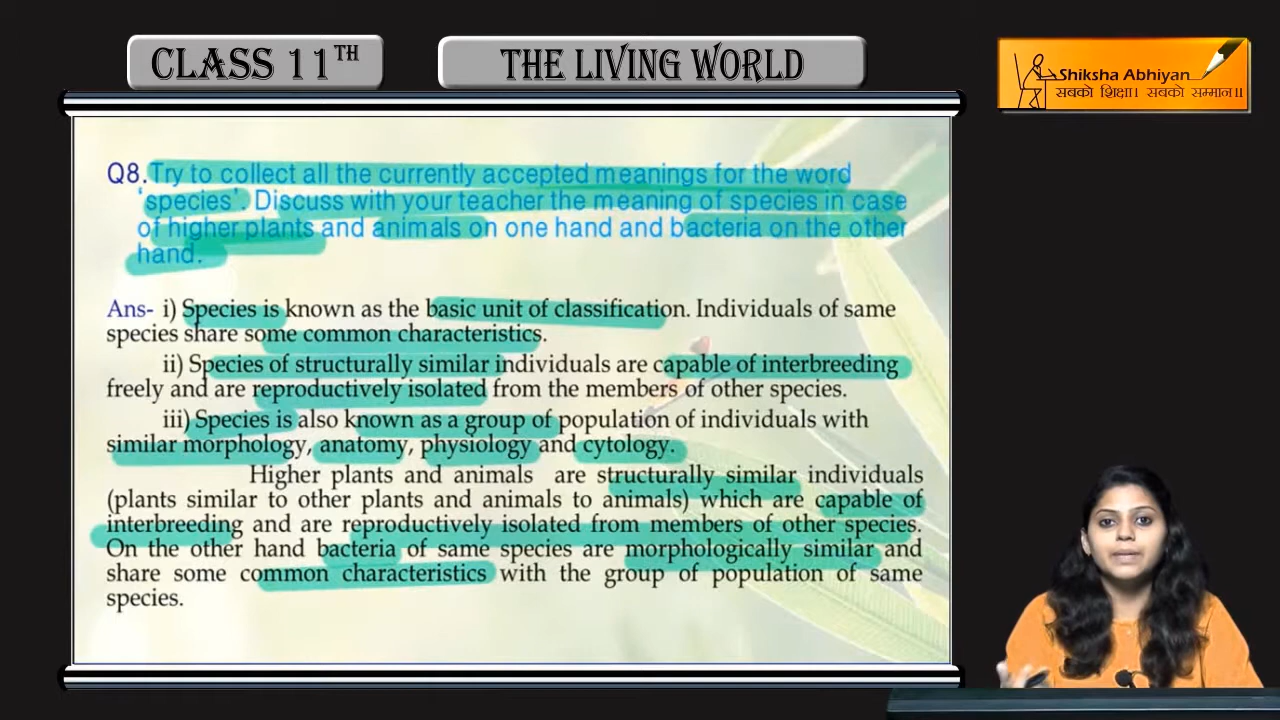 CLASS 11TH
THE LIVING WORLD
Shiksha Abhiyan
सबको शिक्षा। सबको सम्मान॥
Q8.Try to collect all the currently accepted meanings for the word
'species'. Discuss with your teacher the meaning of species in case
of higher plants and animals on one hand and bacteria on the other
hand.
Ans- i) Species is known as the basic unit of classification. Individuals of same
species share some common characteristics.
ii) Species of structurally similar individuals are capable of interbreeding
freely and are reproductively isolated from the members of other species.
iii) Species is also known as a group of population of individuals with
similar morphology, anatomy, physiology and cytology.
Higher plants and animals are structurally similar individuals
(plants similar to other plants and animals to animals) which are capable of
interbreeding and are reproductively isolated from members of other species.
On the other hand bacteria of same species are morphologically similar and
share some common characteristics with the group of population of same
species.